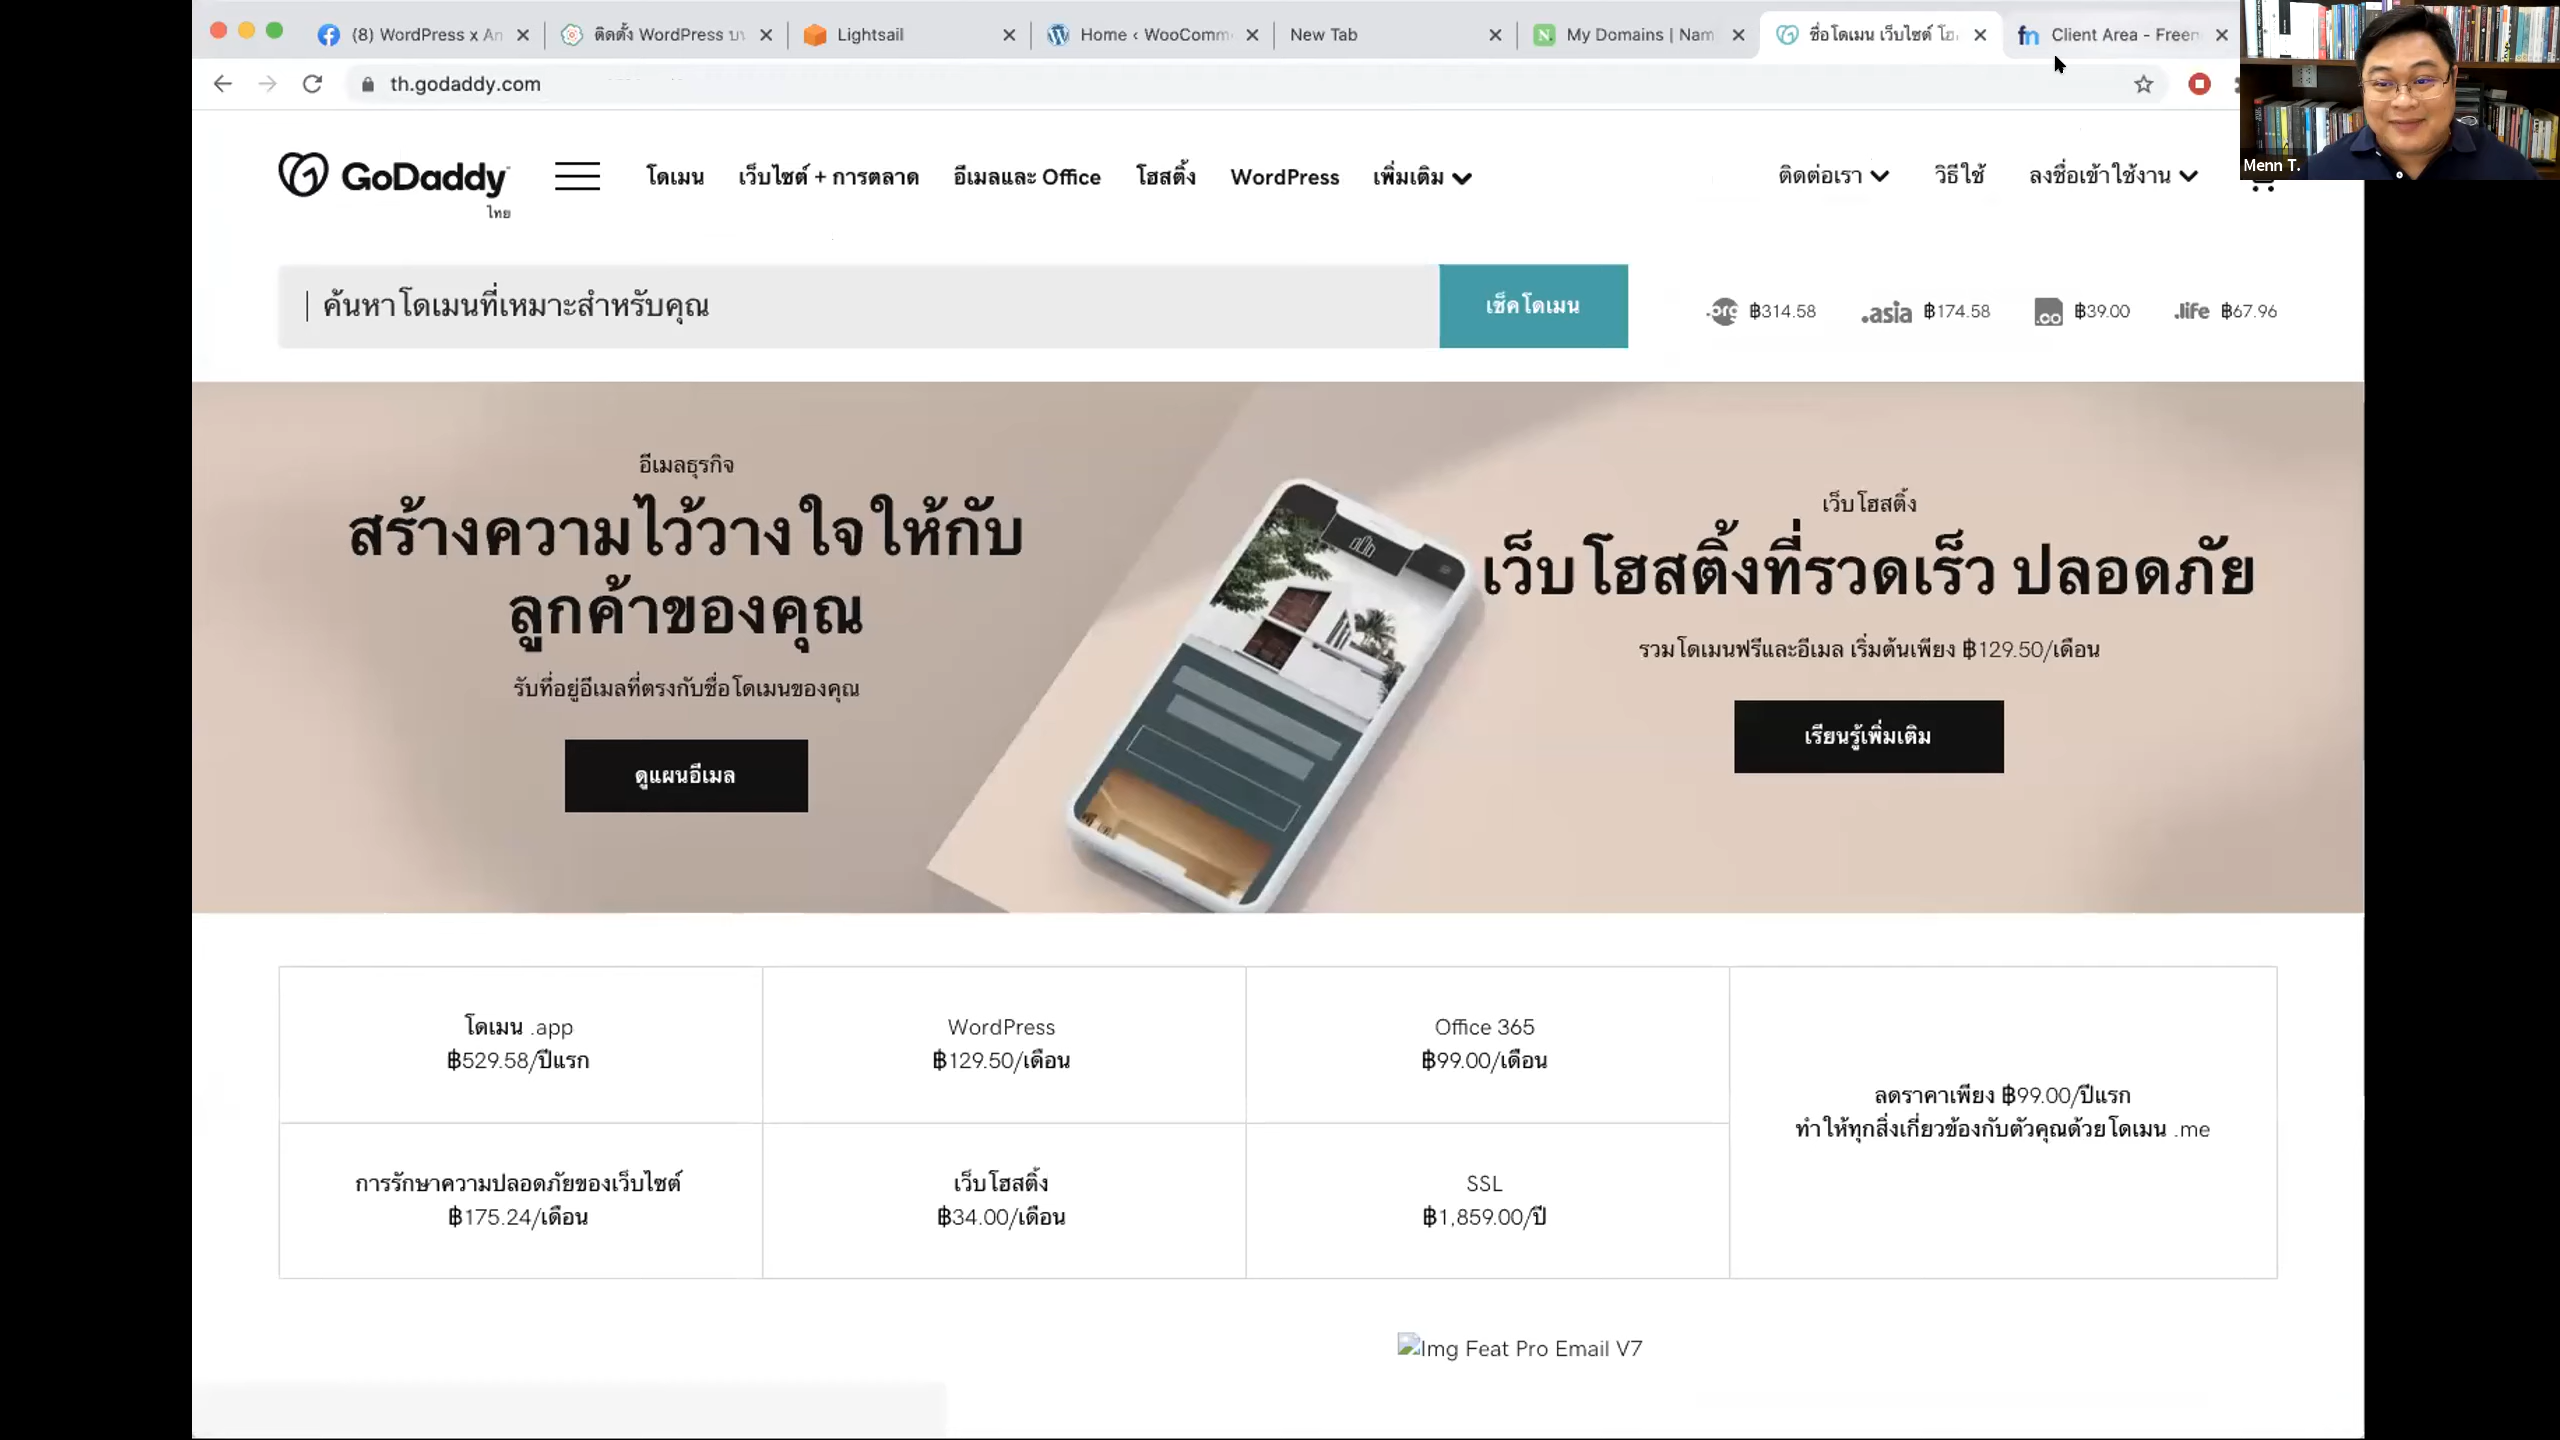 (8) WordPress x An
ติดตั้ง WordPress บน
Lightsail
Home ‹ WooComme
New Tab
My Domains | Nam
ชื่อโดเมน เว็บไซต์ โฮ
Client Area - Freen
th.godaddy.com
Menn T.
GoDaddy
ไทย
โดเมน
เว็บไซต์ + การตลาด
อีเมลและ Office
โฮสติ้ง
WordPress
เพิ่มเติม
ติดต่อเรา
วิธีใช้
ลงชื่อเข้าใช้งาน
ค้นหาโดเมนที่เหมาะสำหรับคุณ
เช็คโดเมน
.org ฿314.58
.asia ฿174.58
.co ฿39.00
.life ฿67.96
อีเมลธุรกิจ
สร้างความไว้วางใจให้กับ
ลูกค้าของคุณ
รับที่อยู่อีเมลที่ตรงกับชื่อโดเมนของคุณ
ดูแผนอีเมล
เว็บโฮสติ้ง
เว็บโฮสติ้งที่รวดเร็ว ปลอดภัย
รวมโดเมนฟรีและอีเมล เริ่มต้นเพียง ฿129.50/เดือน
เรียนรู้เพิ่มเติม
โดเมน .app
฿529.58/ปีแรก
WordPress
฿129.50/เดือน
Office 365
฿99.00/เดือน
ลดราคาเพียง ฿99.00/ปีแรก
ทำให้ทุกสิ่งเกี่ยวข้องกับตัวคุณด้วยโดเมน .me
การรักษาความปลอดภัยของเว็บไซต์
฿175.24/เดือน
เว็บโฮสติ้ง
฿34.00/เดือน
SSL
฿1,859.00/ปี
Img Feat Pro Email V7